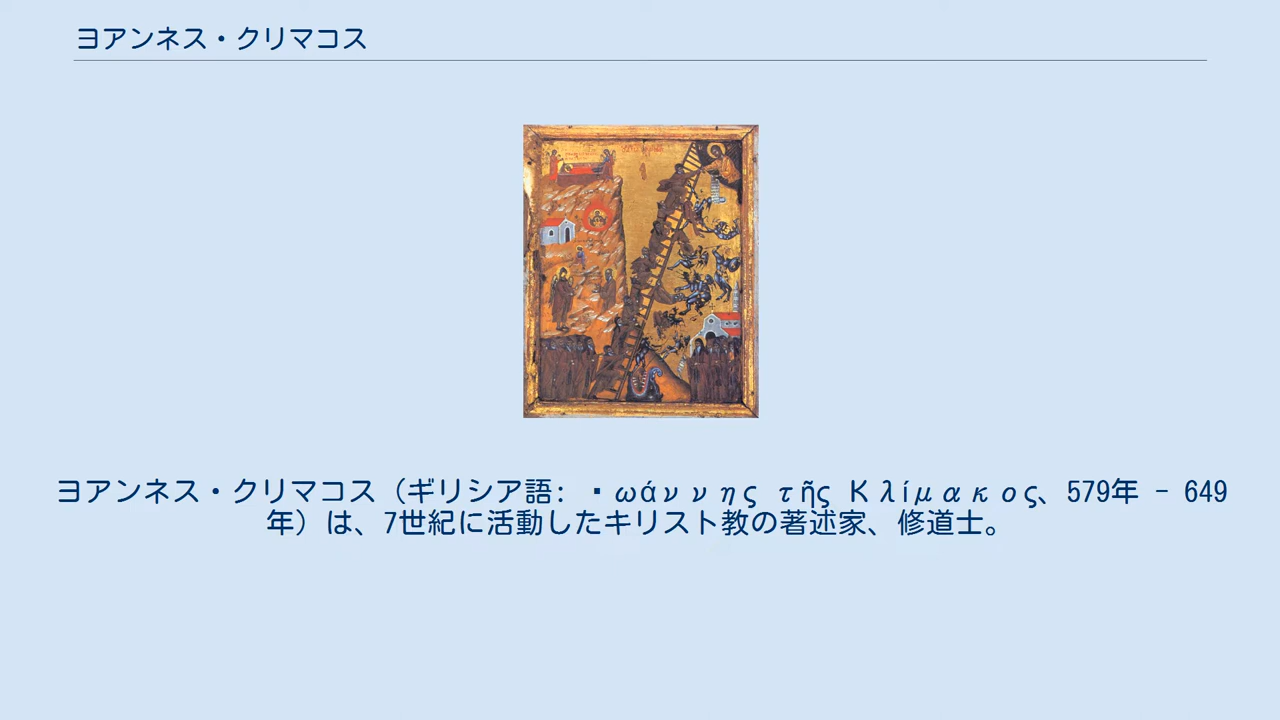 ヨアンネス・クリマコス
ヨアンネス・クリマコス（ギリシア語: ▪ωάννης τῆς Κλίμακος、579年 - 649
年）は、7世紀に活動したキリスト教の著述家、修道士。